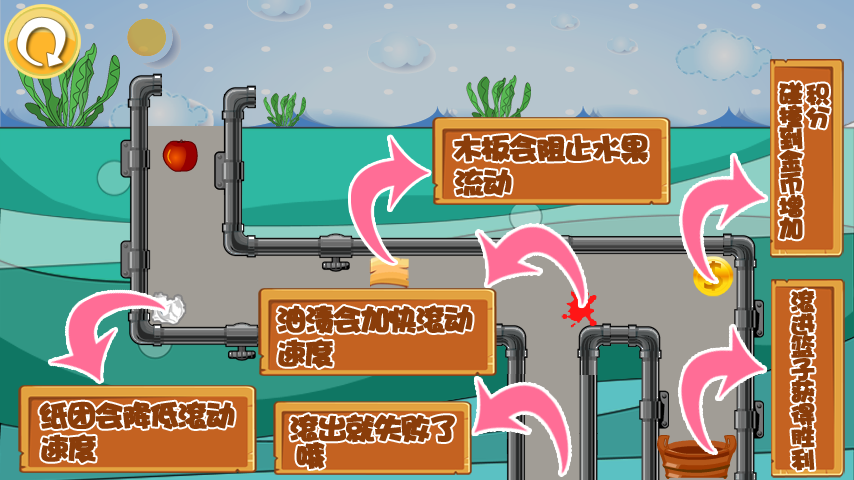 木板会阻止水果
流动
碰撞到金币增加
积分
油渍会加快滚动
速度
滚进篮子获得胜利
纸团会降低滚动
速度
滚出就失败了
噢
$